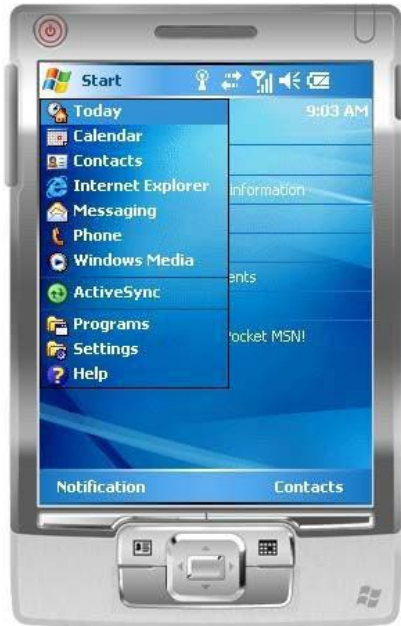 Start
Today 9:03 AM
Calendar
Contacts
Internet Explorer nformation
Messaging
Phone
Windows Media
ents
ActiveSync
Programs
ocket MSN!
Settings
Help
Notification Contacts